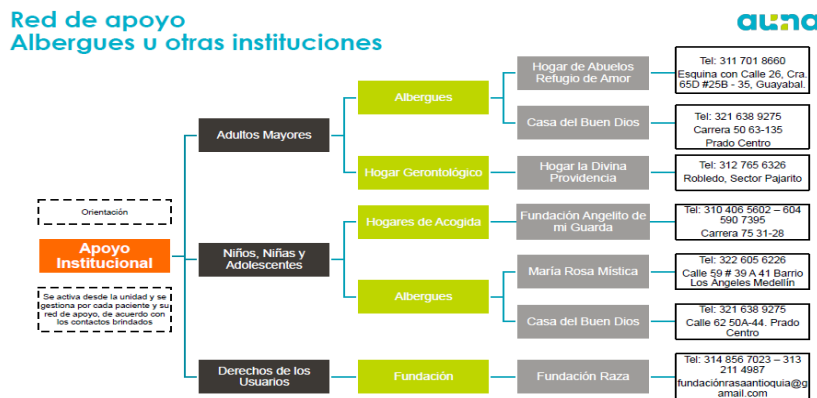 Red de apoyo
Albergues u otras instituciones
auna
Orientación
Apoyo
Institucional
Se activa desde la unidad y se
gestiona por cada paciente y su
red de apoyo, de acuerdo con
los contactos brindados
Adultos Mayores
Albergues
Hogar de Abuelos
Refugio de Amor
Tel: 311 701 8660
Esquina con Calle 26, Cra.
65D #25B - 35, Guayabal.
Casa del Buen Dios
Tel: 321 638 9275
Carrera 50 63-135
Prado Centro
Hogar Gerontológico
Hogar la Divina
Providencia
Tel: 312 765 6326
Robledo, Sector Pajarito
Niños, Niñas y
Adolescentes
Hogares de Acogida
Fundación Angelito de
mi Guarda
Tel: 310 406 5602 – 604
590 7395
Carrera 75 31-28
Albergues
María Rosa Mística
Tel: 322 605 6226
Calle 59 # 39 A 41 Barrio
Los Ángeles Medellín
Casa del Buen Dios
Tel: 321 638 9275
Calle 62 50A-44. Prado
Centro
Derechos de los
Usuarios
Fundación
Fundación Raza
Tel: 314 856 7023 – 313
211 4987
fundaciónrasaantioquia@g
amail.com